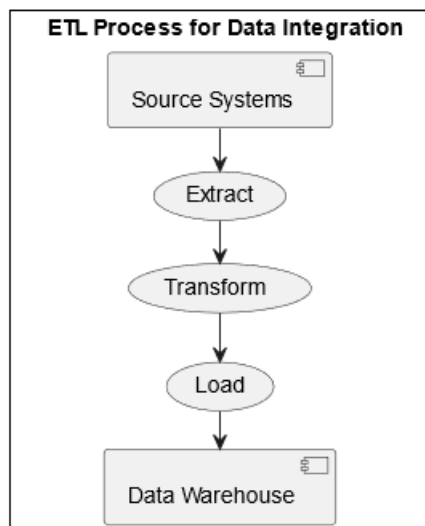 ETL Process for Data Integration
Source Systems
Extract
Transform
Load
Data Warehouse